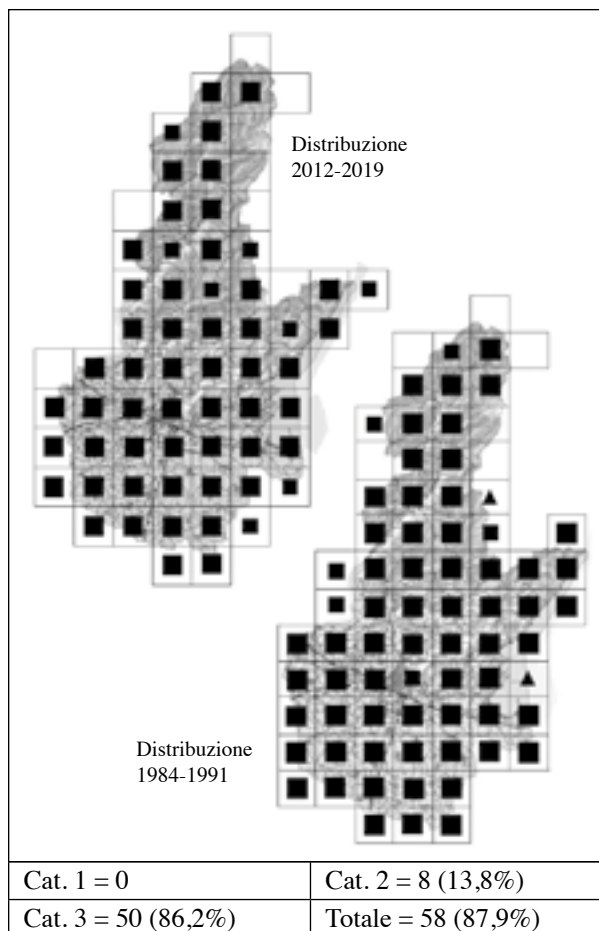 Distribuzione
2012-2019
Distribuzione
1984-1991
Cat. 1 = 0
Cat. 2 = 8 (13,8%)
Cat. 3 = 50 (86,2%)
Totale = 58 (87,9%)